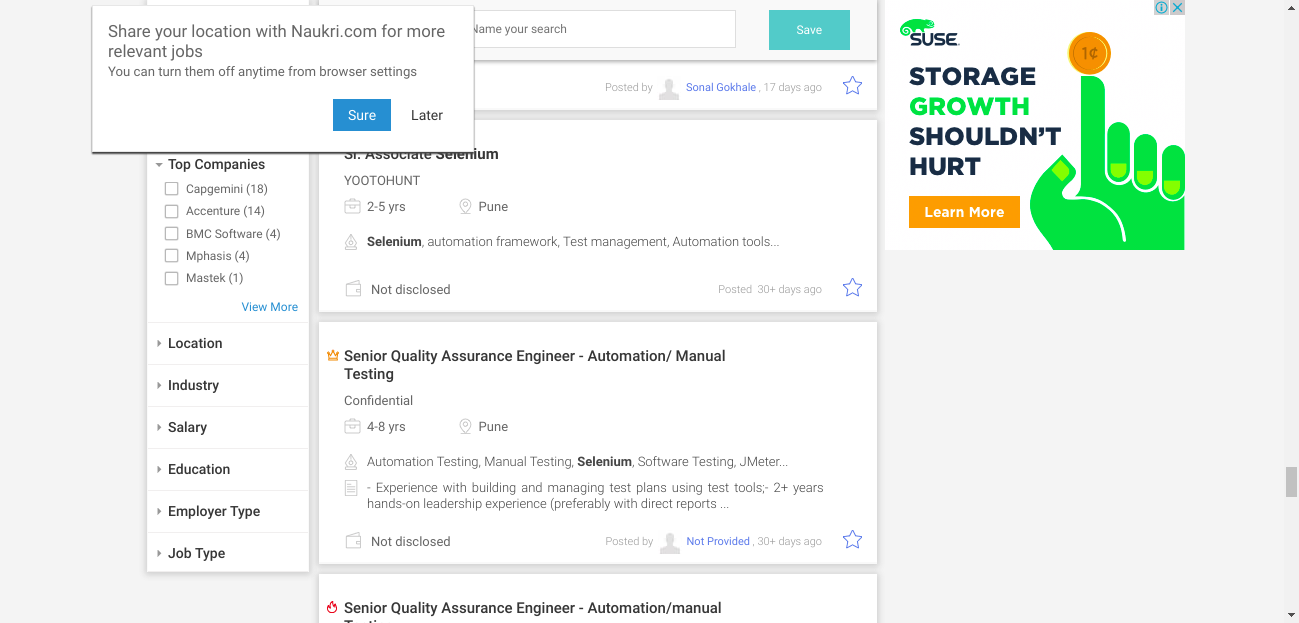 Share your location with Naukri.com for more
relevant jobs
You can turn them off anytime from browser settings
Sure
Later
Name your search
Save
Posted by Sonal Gokhale , 17 days ago
Top Companies
Capgemini (18)
Accenture (14)
BMC Software (4)
Mphasis (4)
Mastek (1)
View More
Location
Industry
Salary
Education
Employer Type
Job Type
Sr. Associate Selenium
YOOTOHUNT
2-5 yrs
Pune
Selenium, automation framework, Test management, Automation tools...
Not disclosed
Posted 30+ days ago
Senior Quality Assurance Engineer - Automation/ Manual
Testing
Confidential
4-8 yrs
Pune
Automation Testing, Manual Testing, Selenium, Software Testing, JMeter...
- Experience with building and managing test plans using test tools;- 2+ years
hands-on leadership experience (preferably with direct reports ...
Not disclosed
Posted by Not Provided , 30+ days ago
Senior Quality Assurance Engineer - Automation/manual
SUSE
1¢
STORAGE
GROWTH
SHOULDN'T
HURT
Learn More